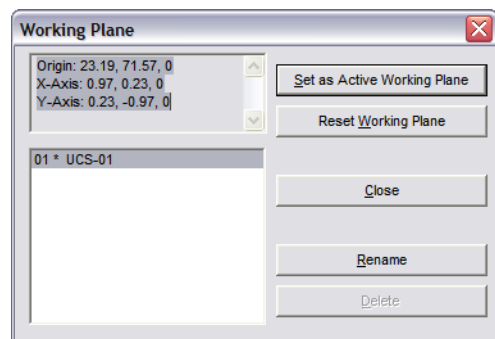 Working Plane
Origin: 23.19, 71.57, 0
X-Axis: 0.97, 0.23, 0
Y-Axis: 0.23, -0.97, 0
Set as Active Working Plane
Reset Working Plane
01 * UCS-01
Close
Rename
Delete